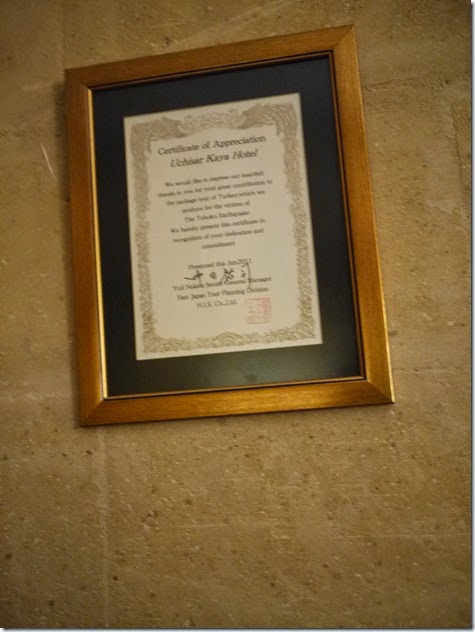 Certificate of Appreciation
Uchisar Kaya Hotel
We would like to express our heartfelt
thanks to you for your great contribution to
the package tour of Turkey which we
produce for the victims of
The Tohoku Earthquake
We hereby present this certificate in
recognition of your dedication and
commitment.
Presented this Jun.2011
Yuji Senior General Manager
East Japan Tour Planning Division
H.I.S. Co.,Ltd.